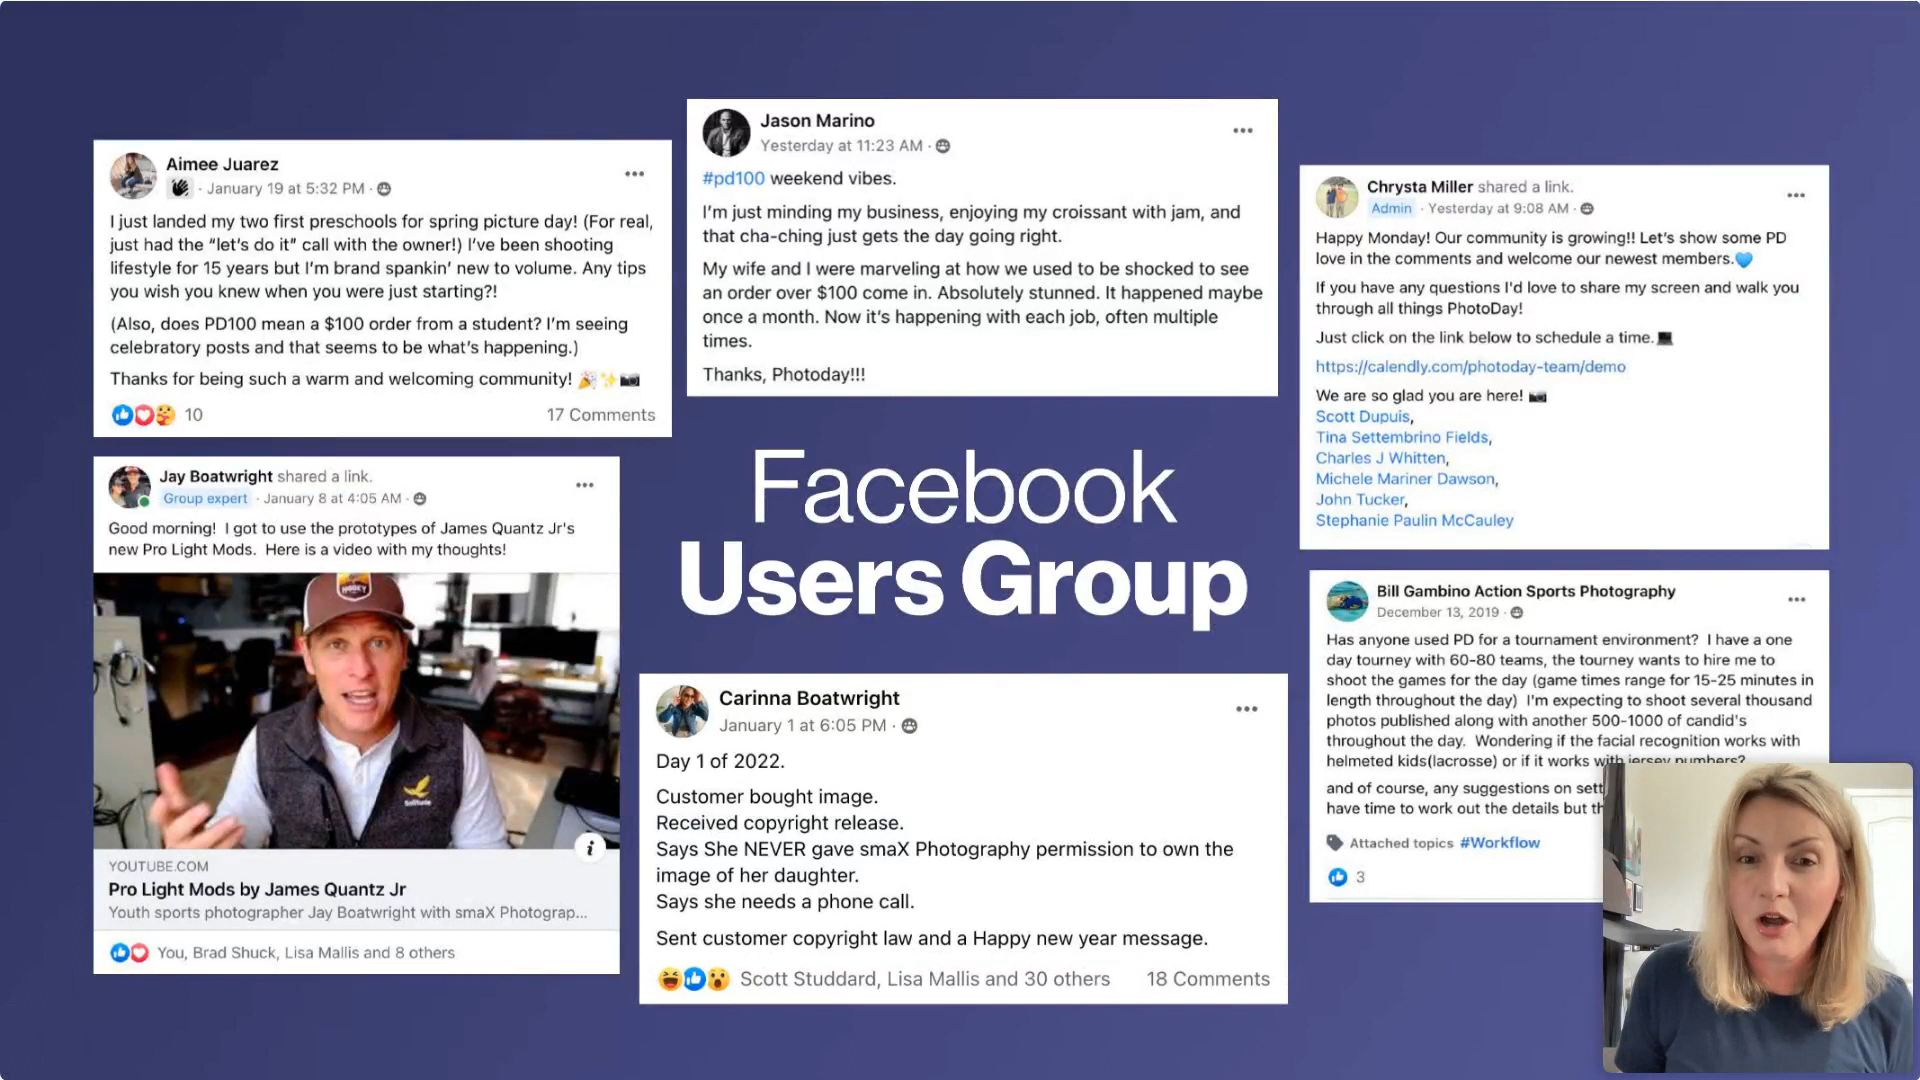 Aimee Juarez
· January 19 at 5:32 PM ·
I just landed my two first preschools for spring picture day! (For real,
just had the “let’s do it” call with the owner!) I’ve been shooting
lifestyle for 15 years but I’m brand spankin’ new to volume. Any tips
you wish you knew when you were just starting?!
(Also, does PD100 mean a $100 order from a student? I’m seeing
celebratory posts and that seems to be what’s happening.)
Thanks for being such a warm and welcoming community! 🎉✨📷
10
17 Comments
Jason Marino
Yesterday at 11:23 AM ·
#pd100 weekend vibes.
I’m just minding my business, enjoying my croissant with jam, and
that cha-ching just gets the day going right.
My wife and I were marveling at how we used to be shocked to see
an order over $100 come in. Absolutely stunned. It happened maybe
once a month. Now it’s happening with each job, often multiple
times.
Thanks, Photoday!!!
Chrysta Miller shared a link.
Admin · Yesterday at 9:08 AM ·
Happy Monday! Our community is growing!! Let’s show some PD
love in the comments and welcome our newest members.💙
If you have any questions I'd love to share my screen and walk you
through all things PhotoDay!
Just click on the link below to schedule a time.💻
https://calendly.com/photoday-team/demo
We are so glad you are here! 📷
Scott Dupuis,
Tina Settembrino Fields,
Charles J Whitten,
Michele Mariner Dawson,
John Tucker,
Stephanie Paulin McCauley
Facebook
Users Group
Jay Boatwright shared a link.
Group expert · January 8 at 4:05 AM ·
Good morning! I got to use the prototypes of James Quantz Jr's
new Pro Light Mods. Here is a video with my thoughts!
HOOEY
Solitude
YOUTUBE.COM
Pro Light Mods by James Quantz Jr
Youth sports photographer Jay Boatwright with smaX Photograp...
You, Brad Shuck, Lisa Mallis and 8 others
Carinna Boatwright
January 1 at 6:05 PM ·
Day 1 of 2022.
Customer bought image.
Received copyright release.
Says She NEVER gave smaX Photography permission to own the
image of her daughter.
Says she needs a phone call.
Sent customer copyright law and a Happy new year message.
Scott Studdard, Lisa Mallis and 30 others
18 Comments
Bill Gambino Action Sports Photography
December 13, 2019 ·
Has anyone used PD for a tournament environment? I have a one
day tourney with 60-80 teams, the tourney wants to hire me to
shoot the games for the day (game times range for 15-25 minutes in
length throughout the day) I'm expecting to shoot several thousand
photos published along with another 500-1000 of candid's
throughout the day. Wondering if the facial recognition works with
helmeted kids(lacrosse) or if it works with jersey numbers?
and of course, any suggestions on
have time to work out the details but
Attached topics #Workflow
3